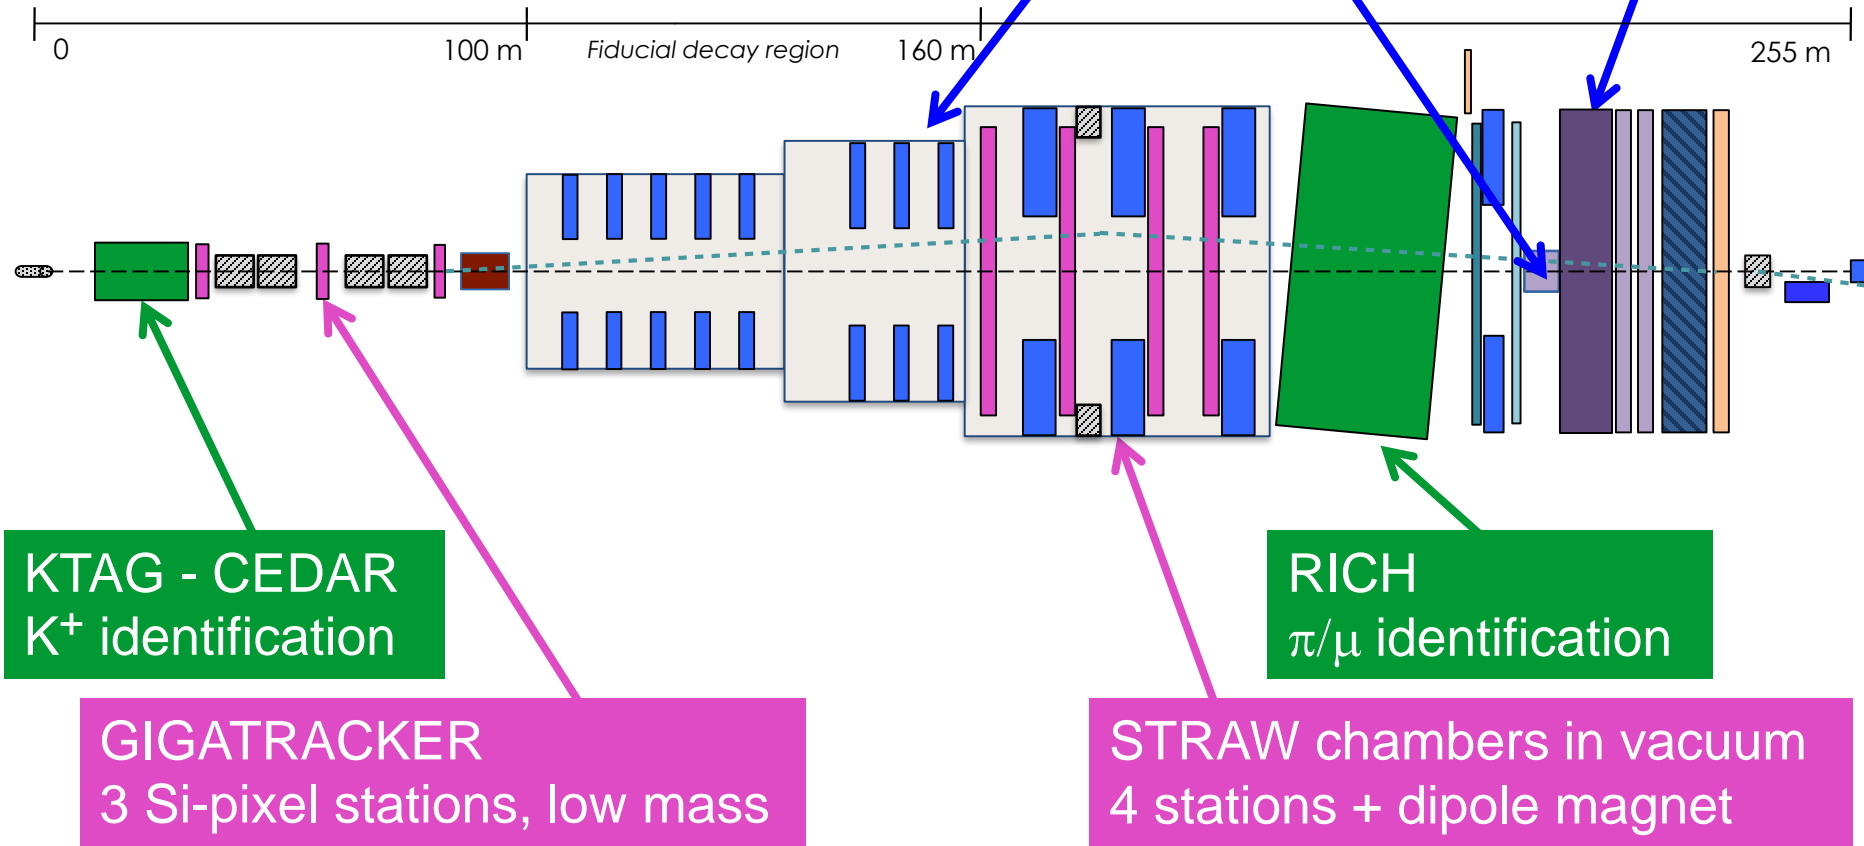 0
100 m
Fiducial decay region
160 m
255 m
KTAG - CEDAR
K⁺ identification
RICH
π/μ identification
GIGATRACKER
3 Si-pixel stations, low mass
STRAW chambers in vacuum
4 stations + dipole magnet